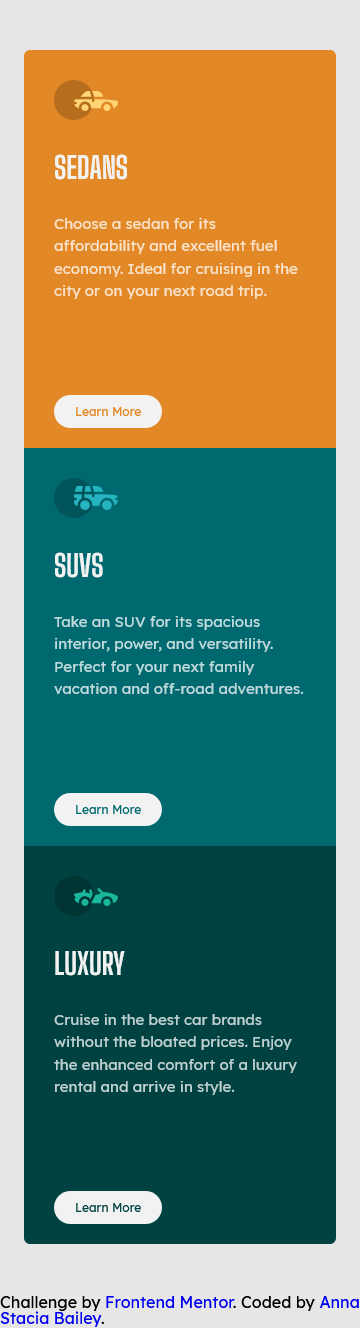 SEDANS
Choose a sedan for its
affordability and excellent fuel
economy. Ideal for cruising in the
city or on your next road trip.
Learn More
SUVS
Take an SUV for its spacious
interior, power, and versatility.
Perfect for your next family
vacation and off-road adventures.
Learn More
LUXURY
Cruise in the best car brands
without the bloated prices. Enjoy
the enhanced comfort of a luxury
rental and arrive in style.
Learn More
Challenge by Frontend Mentor. Coded by Anna
Stacia Bailey.